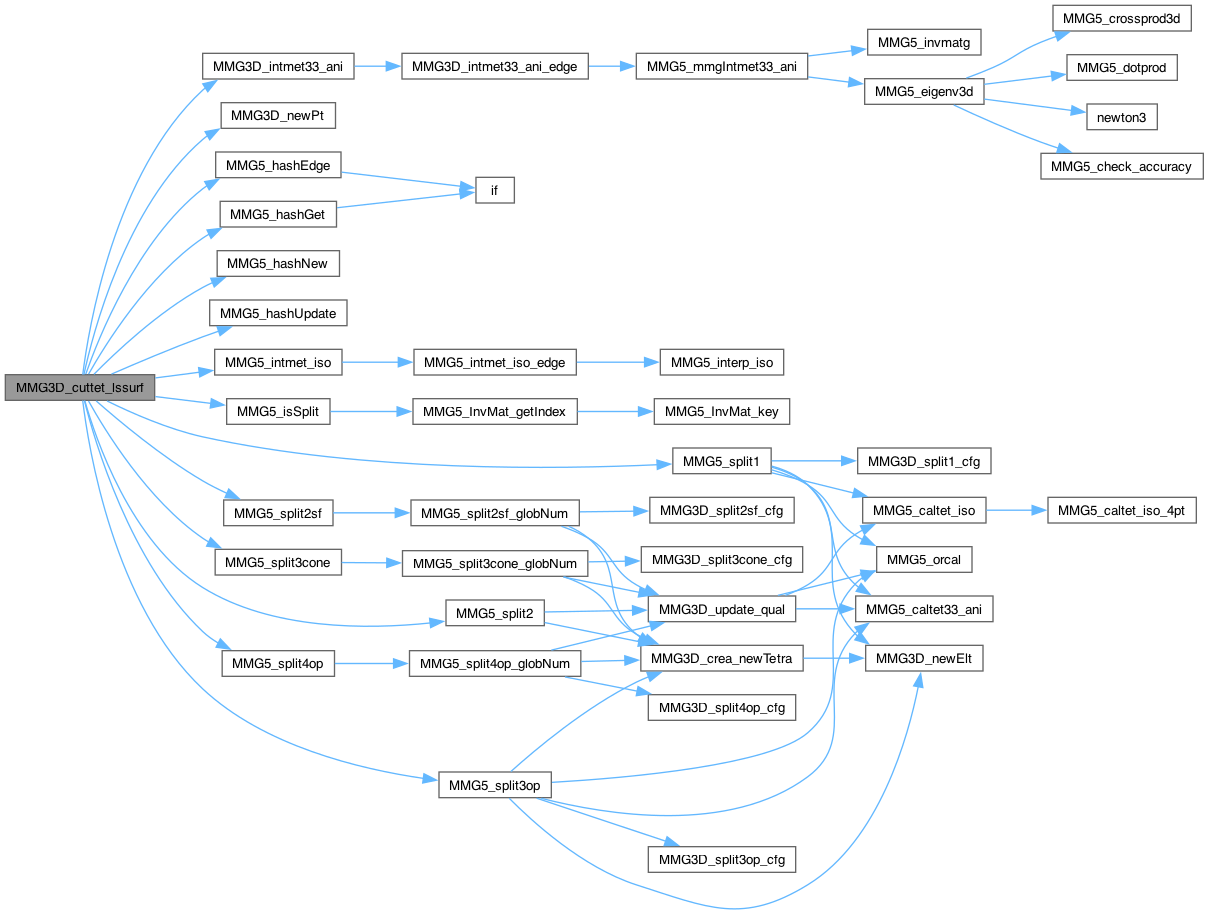 MMG5_crossprod3d
MMG5_invmatg
MMG3D_intmet33_ani
MMG3D_intmet33_ani_edge
MMG5_mmgIntmet33_ani
MMG5_dotprod
MMG5_eigenv3d
MMG3D_newPt
newton3
MMG5_hashEdge
MMG5_check_accuracy
if
MMG5_hashGet
MMG5_hashNew
MMG5_hashUpdate
MMG5_intmet_iso
MMG5_intmet_iso_edge
MMG5_interp_iso
MMG3D_cuttet_lssurf
MMG5_isSplit
MMG5_InvMat_getIndex
MMG5_InvMat_key
MMG5_split1
MMG3D_split1_cfg
MMG5_split2sf
MMG5_split2sf_globNum
MMG3D_split2sf_cfg
MMG5_caltet_iso
MMG5_caltet_iso_4pt
MMG5_split3cone
MMG5_split3cone_globNum
MMG3D_split3cone_cfg
MMG5_orcal
MMG5_split2
MMG3D_update_qual
MMG5_caltet33_ani
MMG5_split4op
MMG5_split4op_globNum
MMG3D_crea_newTetra
MMG3D_newElt
MMG3D_split4op_cfg
MMG5_split3op
MMG3D_split3op_cfg